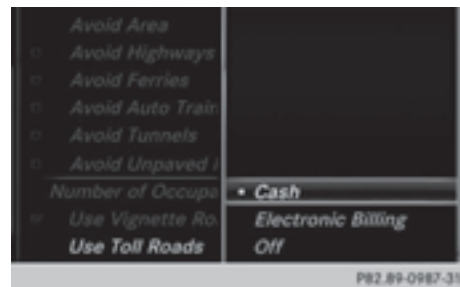 Avoid Area
Avoid Highways
Avoid Ferries
Avoid Auto Train
Avoid Tunnels
Avoid Unpaved
Number of Occupa
Use Vignette Ro
Use Toll Roads
• Cash
Electronic Billing
Off
P82.89-0987-31